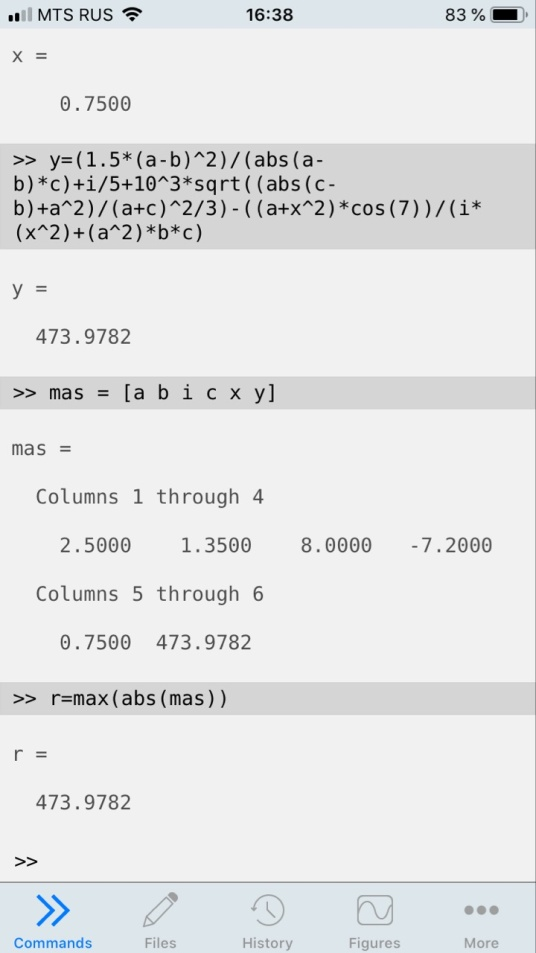 MTS RUS 16:38 83 %
x =
0.7500
>> y=(1.5*(a-b)^2)/(abs(a-
b)*c)+i/5+10^3*sqrt((abs(c-
b)+a^2)/(a+c)^2/3)-((a+x^2)*cos(7))/(i*
(x^2)+(a^2)*b*c)
y =
473.9782
>> mas = [a b i c x y]
mas =
Columns 1 through 4
2.5000 1.3500 8.0000 -7.2000
Columns 5 through 6
0.7500 473.9782
>> r=max(abs(mas))
r =
473.9782
>>
Commands Files History Figures More